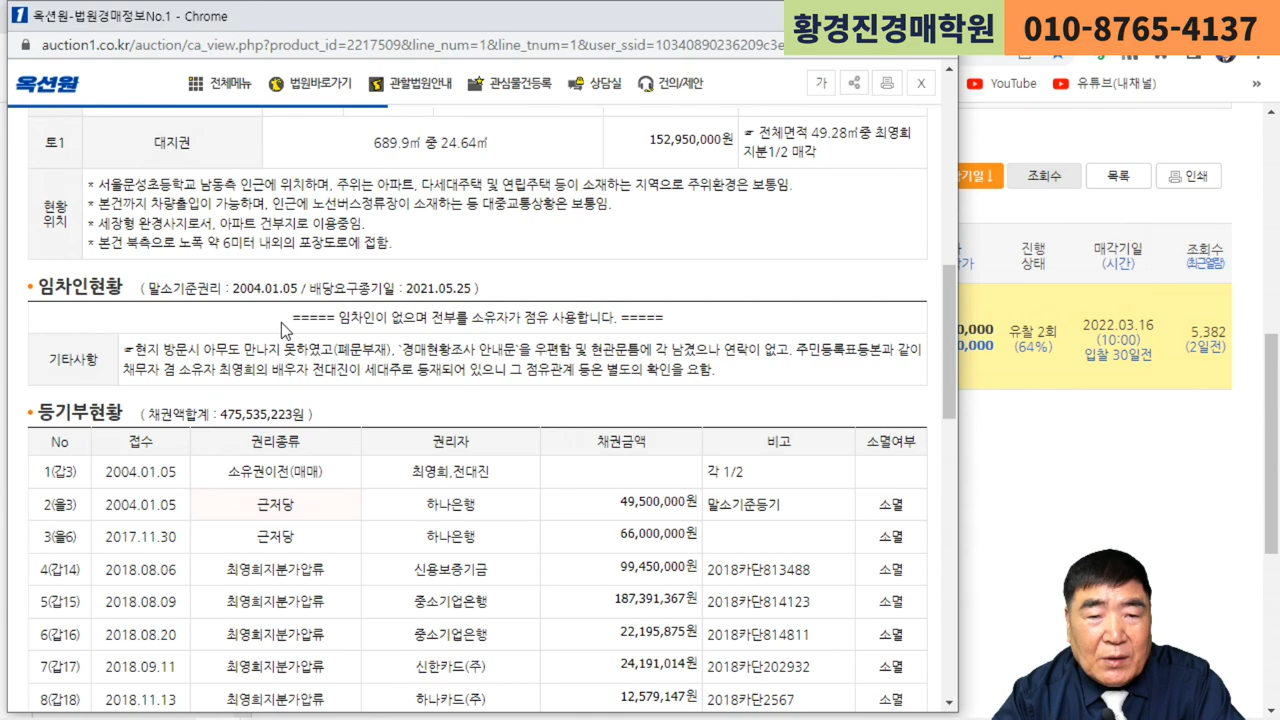 옥션원-법원경매정보No.1 - Chrome
황경진경매학원 010-8765-4137
auction1.co.kr/auction/ca_view.php?product_id=2217509&line_num=1&line_tnum=1&user_ssid=10340890236209c3e
옥션원 전체메뉴 법원바로가기 관할법원안내 관심물건등록 상담실 건의/제안 가 X
YouTube 유튜브(내채널) »
토1 대지권 689.9㎡ 중 24.64㎡ 152,950,000원 ☞ 전체면적 49.28㎡중 최영희
지분1/2 매각
현황
위치
* 서울문성초등학교 남동측 인근에 위치하며, 주위는 아파트, 다세대주택 및 연립주택 등이 소재하는 지역으로 주위환경은 보통임.
* 본건까지 차량출입이 가능하며, 인근에 노선버스정류장이 소재하는 등 대중교통상황은 보통임.
* 세장형 완경사지로서, 아파트 건부지로 이용중임.
* 본건 북측으로 노폭 약 6미터 내외의 포장도로에 접함.
• 임차인현황 ( 말소기준권리 : 2004.01.05 / 배당요구종기일 : 2021.05.25 )
===== 임차인이 없으며 전부를 소유자가 점유 사용합니다. =====
기타사항
☞현지 방문시 아무도 만나지 못하였고(폐문부재), `경매현황조사 안내문`을 우편함 및 현관문틈에 각 남겼으나 연락이 없고. 주민등록표등본과 같이
채무자 겸 소유자 최영희의 배우자 전대진이 세대주로 등재되어 있으니 그 점유관계 등은 별도의 확인을 요함.
• 등기부현황 ( 채권액합계 : 475,535,223원 )
No 접수 권리종류 권리자 채권금액 비고 소멸여부
1(갑3) 2004.01.05 소유권이전(매매) 최영희,전대진 각 1/2
2(을3) 2004.01.05 근저당 하나은행 49,500,000원 말소기준등기 소멸
3(을6) 2017.11.30 근저당 하나은행 66,000,000원 소멸
4(갑14) 2018.08.06 최영희지분가압류 신용보증기금 99,450,000원 2018카단813488 소멸
5(갑15) 2018.08.09 최영희지분가압류 중소기업은행 187,391,367원 2018카단814123 소멸
6(갑16) 2018.08.20 최영희지분가압류 중소기업은행 22,195,875원 2018카단814811 소멸
7(갑17) 2018.09.11 최영희지분가압류 신한카드(주) 24,191,014원 2018카단202932 소멸
8(갑18) 2018.11.13 최영희지분가압류 하나카드(주) 12,579,147원 2018카단2567 소멸
각기일↓ 조회수 목록 인쇄
진행
상태
매각기일
(시간)
조회수
(최근열람)
0,000
0,000
유찰 2회
(64%)
2022.03.16
(10:00)
입찰 30일전
5,382
(2일전)